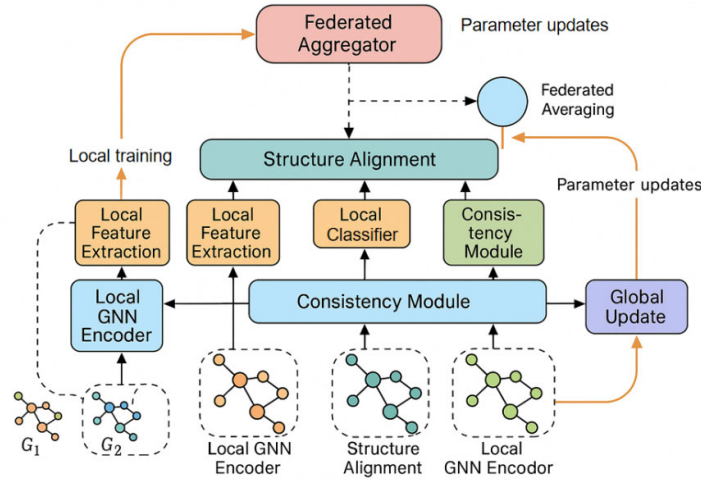 Federated
Aggregator
Parameter updates
Federated
Averaging
Local training
Structure Alignment
Parameter updates
Local
Feature
Extraction
Local
Feature
Extraction
Local
Classifier
Consis-
tency
Module
Local
GNN
Encoder
Consistency Module
Global
Update
G1
G2
Local GNN
Encoder
Structure
Alignment
Local
GNN Encodor